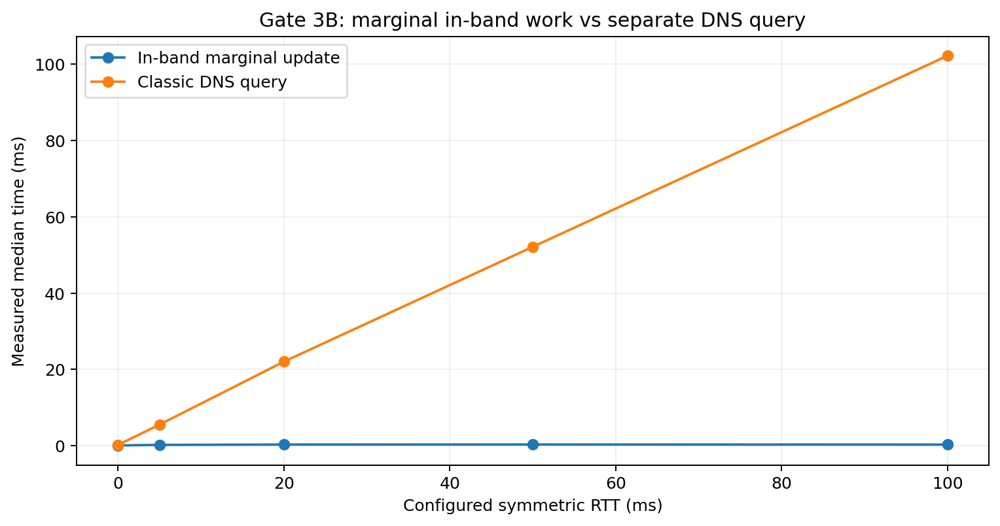 Gate 3B: marginal in-band work vs separate DNS query
In-band marginal update
Classic DNS query
100
80
60
40
20
0
Measured median time (ms)
0 20 40 60 80 100
Configured symmetric RTT (ms)